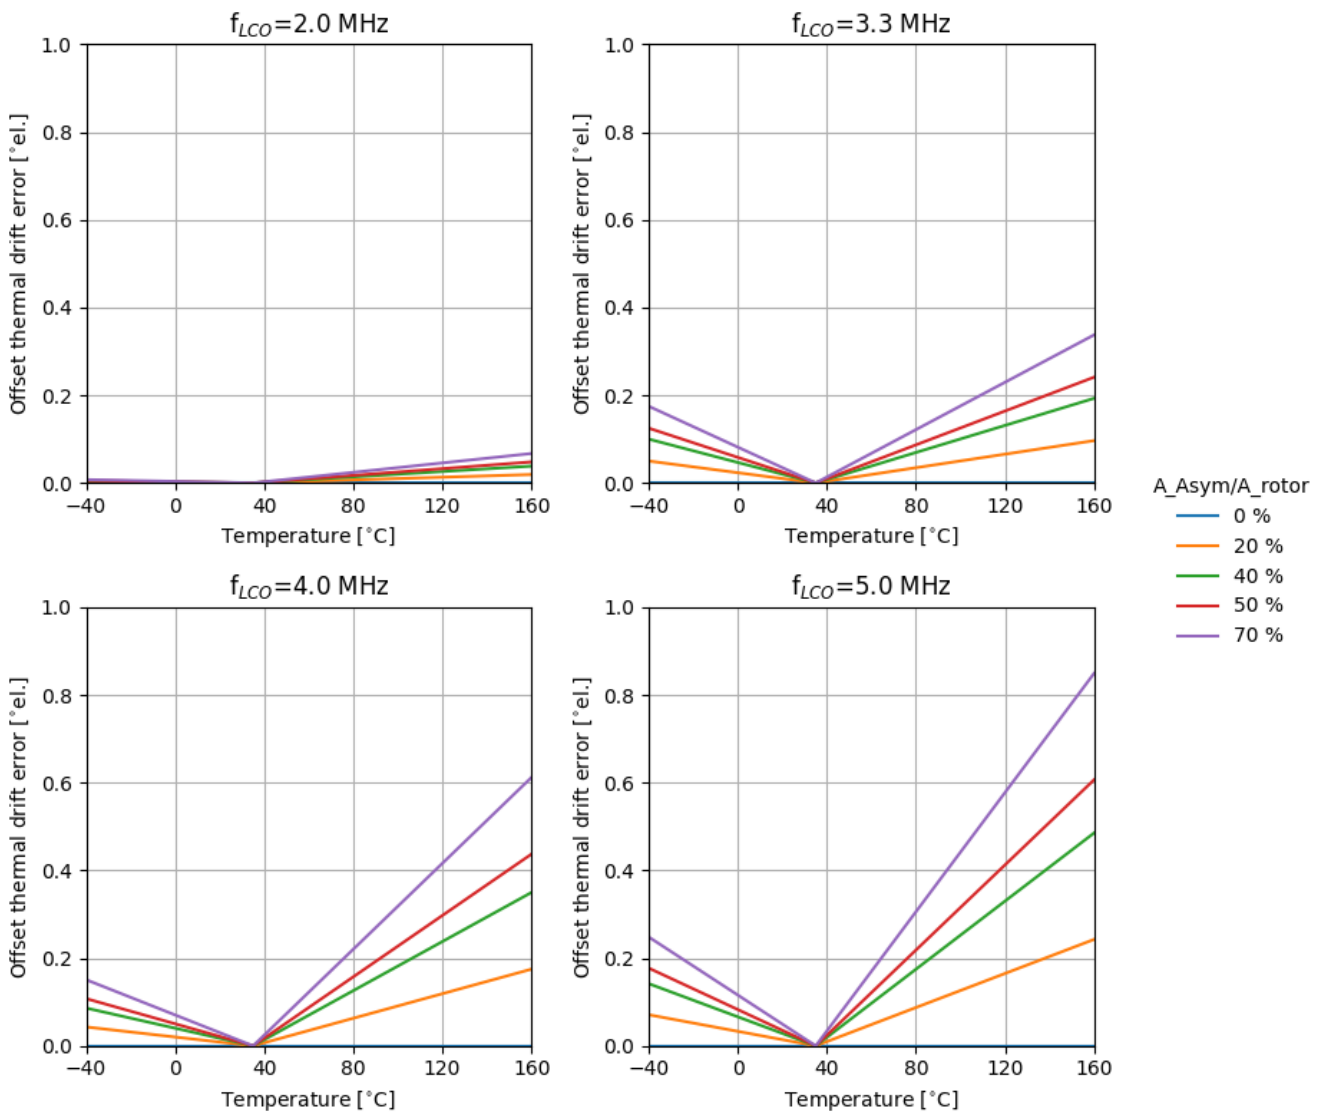 f_LCO=2.0 MHz
1.0
0.8
0.6
0.4
0.2
0.0
Offset thermal drift error [°el.]
−40 0 40 80 120 160
Temperature [°C]
f_LCO=3.3 MHz
1.0
0.8
0.6
0.4
0.2
0.0
Offset thermal drift error [°el.]
−40 0 40 80 120 160
Temperature [°C]
A_Asym/A_rotor
0 %
20 %
40 %
50 %
70 %
f_LCO=4.0 MHz
1.0
0.8
0.6
0.4
0.2
0.0
Offset thermal drift error [°el.]
−40 0 40 80 120 160
Temperature [°C]
f_LCO=5.0 MHz
1.0
0.8
0.6
0.4
0.2
0.0
Offset thermal drift error [°el.]
−40 0 40 80 120 160
Temperature [°C]